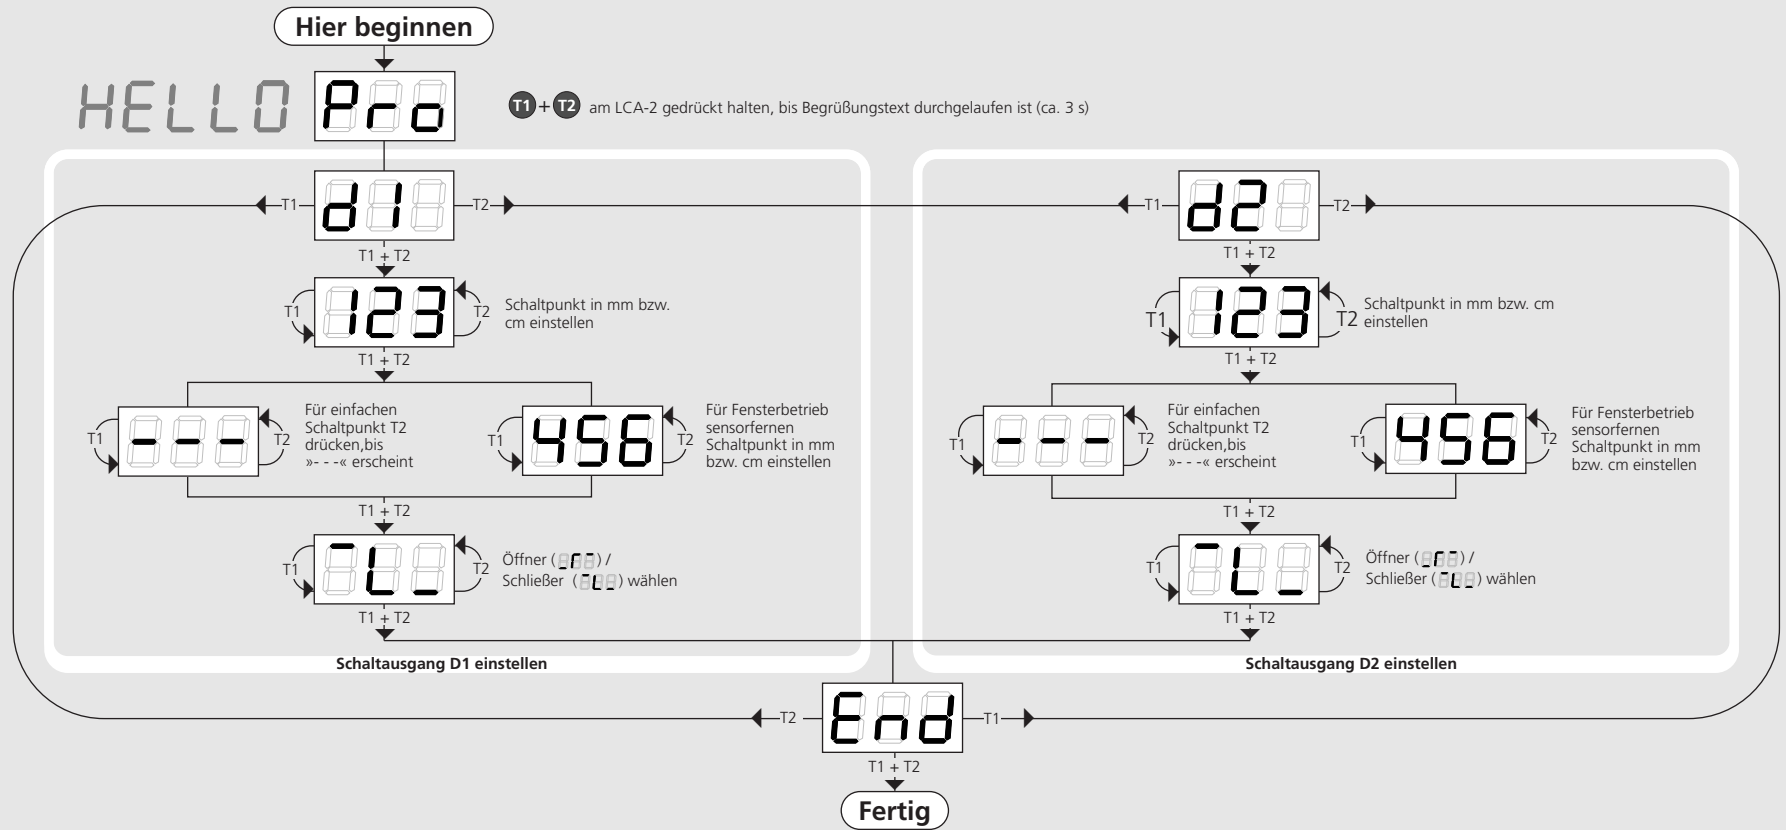 Hier beginnen
HELLO Pro
T1 + T2 am LCA-2 gedrückt halten, bis Begrüßungstext durchgelaufen ist (ca. 3 s)
T1 d1 T2
T1 + T2
T1 123 T2
Schaltpunkt in mm bzw.
cm einstellen
T1 + T2
T1 - - - T2
Für einfachen
Schaltpunkt T2
drücken,bis
»- - -« erscheint
T1 456 T2
Für Fensterbetrieb
sensorfernen
Schaltpunkt in mm
bzw. cm einstellen
T1 + T2
T1 T2
Öffner ( ) /
Schließer ( ) wählen
T1 + T2
Schaltausgang D1 einstellen
T1 d2 T2
T1 + T2
T1 123 T2
Schaltpunkt in mm bzw. cm
einstellen
T1 + T2
T1 - - - T2
Für einfachen
Schaltpunkt T2
drücken,bis
»- - -« erscheint
T1 456 T2
Für Fensterbetrieb
sensorfernen
Schaltpunkt in mm
bzw. cm einstellen
T1 + T2
T1 T2
Öffner ( ) /
Schließer ( ) wählen
T1 + T2
Schaltausgang D2 einstellen
T2 End T1
T1 + T2
Fertig